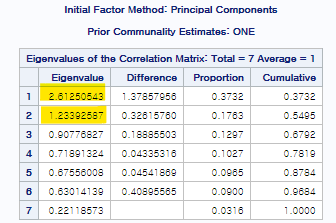 Initial Factor Method: Principal Components
Prior Communality Estimates: ONE
Eigenvalues of the Correlation Matrix: Total = 7 Average = 1
Eigenvalue Difference Proportion Cumulative
1 2.61250543 1.37857956 0.3732 0.3732
2 1.23392587 0.32615760 0.1763 0.5495
3 0.90776827 0.18885503 0.1297 0.6792
4 0.71891324 0.04335316 0.1027 0.7819
5 0.67556008 0.04541869 0.0965 0.8784
6 0.63014139 0.40895565 0.0900 0.9684
7 0.22118573 0.0316 1.0000